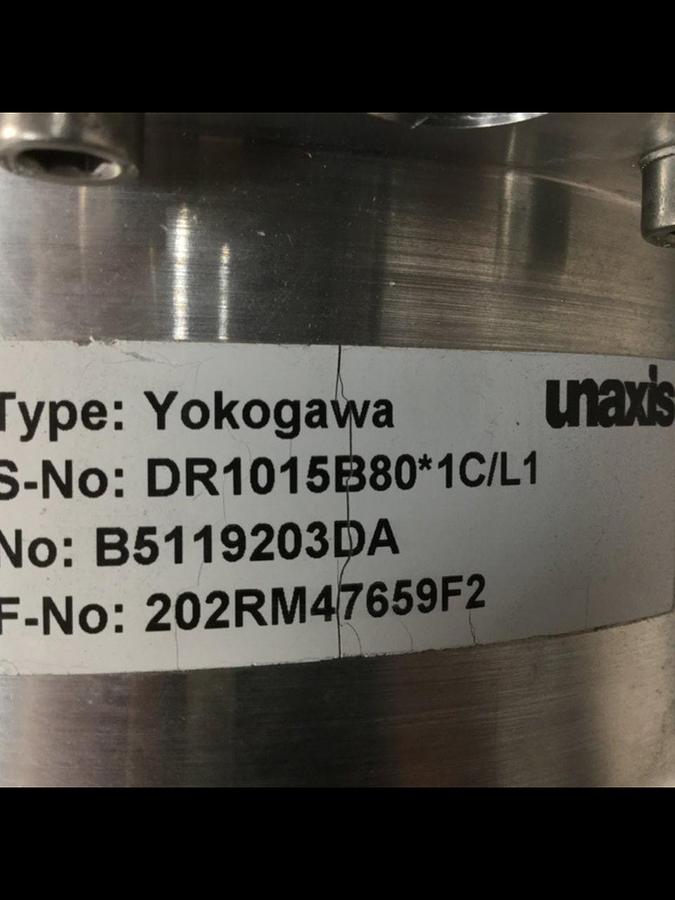 Type: Yokogawa
unaxis
S-No: DR1015B80*1C/L1
No: B5119203DA
F-No: 202RM47659F2